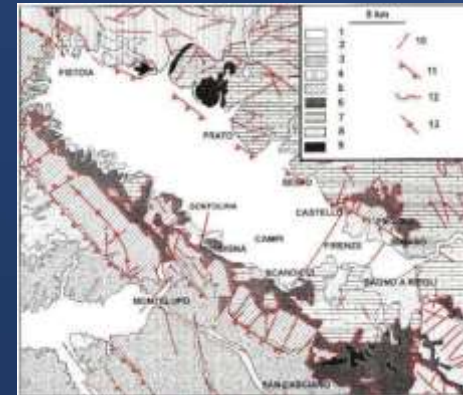 5 Km
1
2
3
4
5
6
7
8
9
10
11
12
13
PISTOIA
PRATO
SESTO
GONFOLINA
CASTELLO
SIGNA
CAMPI
FIRENZE
SCANDICCI
BAGNO A RIPOLI
MONTELUPO
SAN CASCIANO